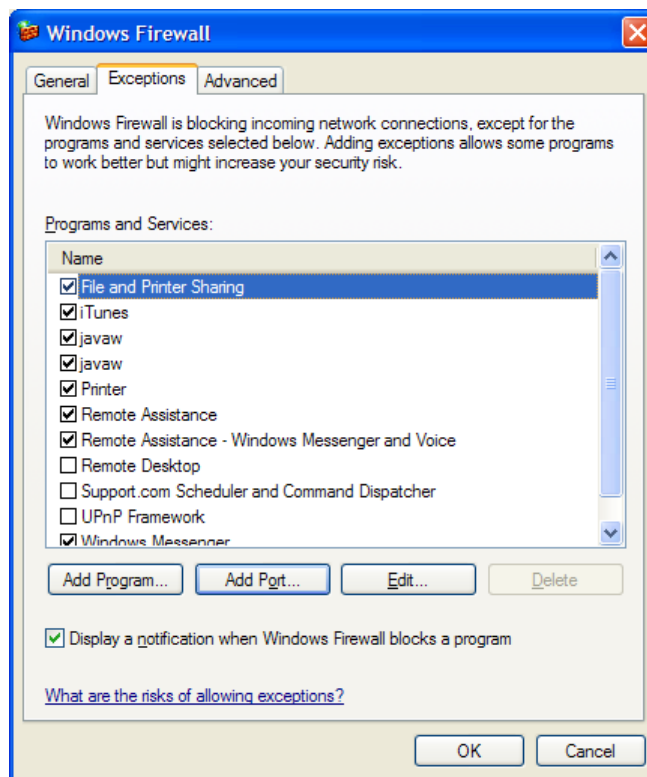 Windows Firewall
General Exceptions Advanced
Windows Firewall is blocking incoming network connections, except for the
programs and services selected below. Adding exceptions allows some programs
to work better but might increase your security risk.
Programs and Services:
Name
File and Printer Sharing
iTunes
javaw
javaw
Printer
Remote Assistance
Remote Assistance - Windows Messenger and Voice
Remote Desktop
Support.com Scheduler and Command Dispatcher
UPnP Framework
Windows Messenger
Add Program... Add Port... Edit... Delete
Display a notification when Windows Firewall blocks a program
What are the risks of allowing exceptions?
OK Cancel